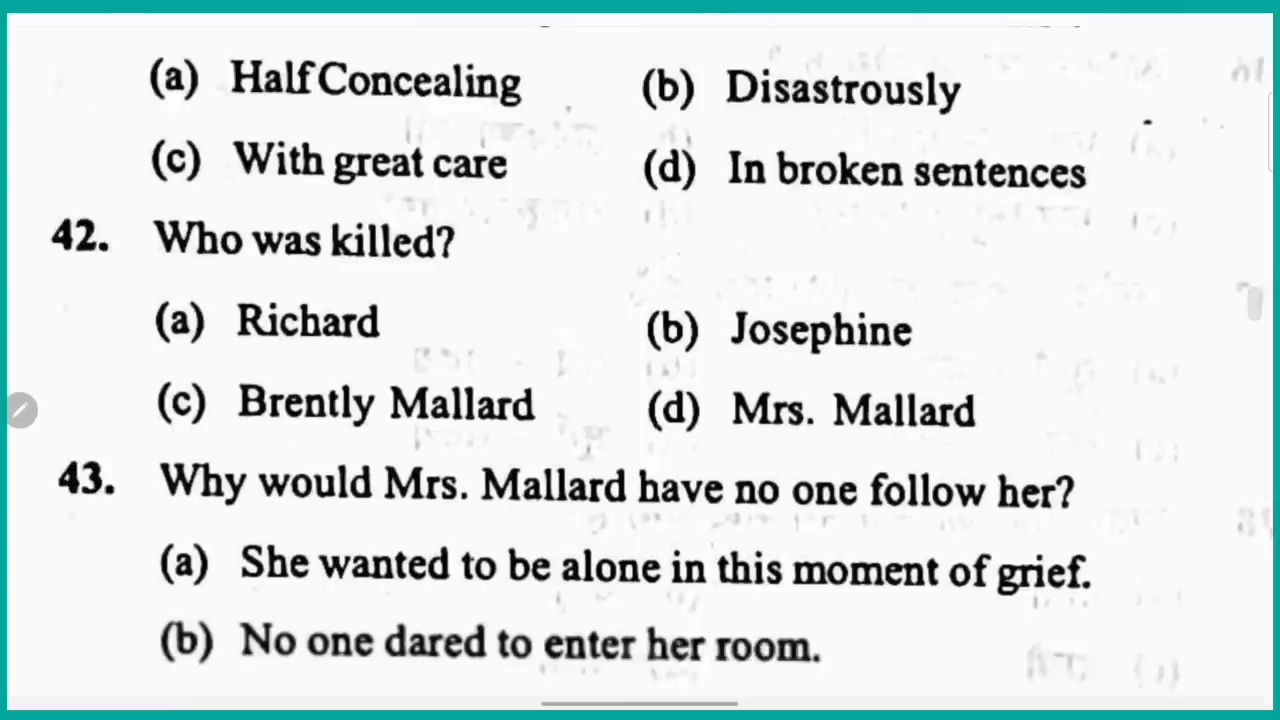 (a) Half Concealing (b) Disastrously
(c) With great care (d) In broken sentences
42. Who was killed?
(a) Richard (b) Josephine
(c) Brently Mallard (d) Mrs. Mallard
43. Why would Mrs. Mallard have no one follow her?
(a) She wanted to be alone in this moment of grief.
(b) No one dared to enter her room.